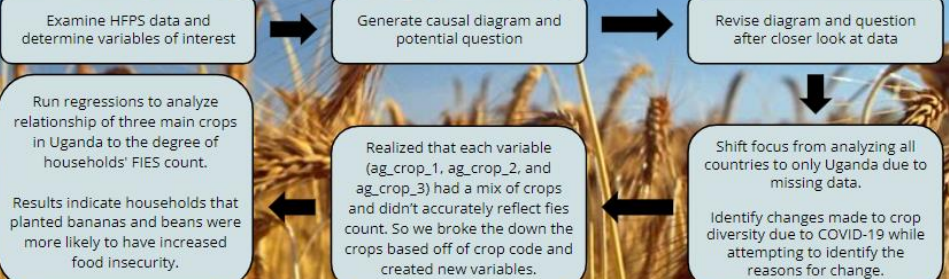 Examine HFPS data and
determine variables of interest
Generate causal diagram and
potential question
Revise diagram and question
after closer look at data
Shift focus from analyzing all
countries to only Uganda due to
missing data.
Identify changes made to crop
diversity due to COVID-19 while
attempting to identify the
reasons for change.
Realized that each variable
(ag_crop_1, ag_crop_2, and
ag_crop_3) had a mix of crops
and didn't accurately reflect fies
count. So we broke the down the
crops based off of crop code and
created new variables.
Run regressions to analyze
relationship of three main crops
in Uganda to the degree of
households' FIES count.
Results indicate households that
planted bananas and beans were
more likely to have increased
food insecurity.